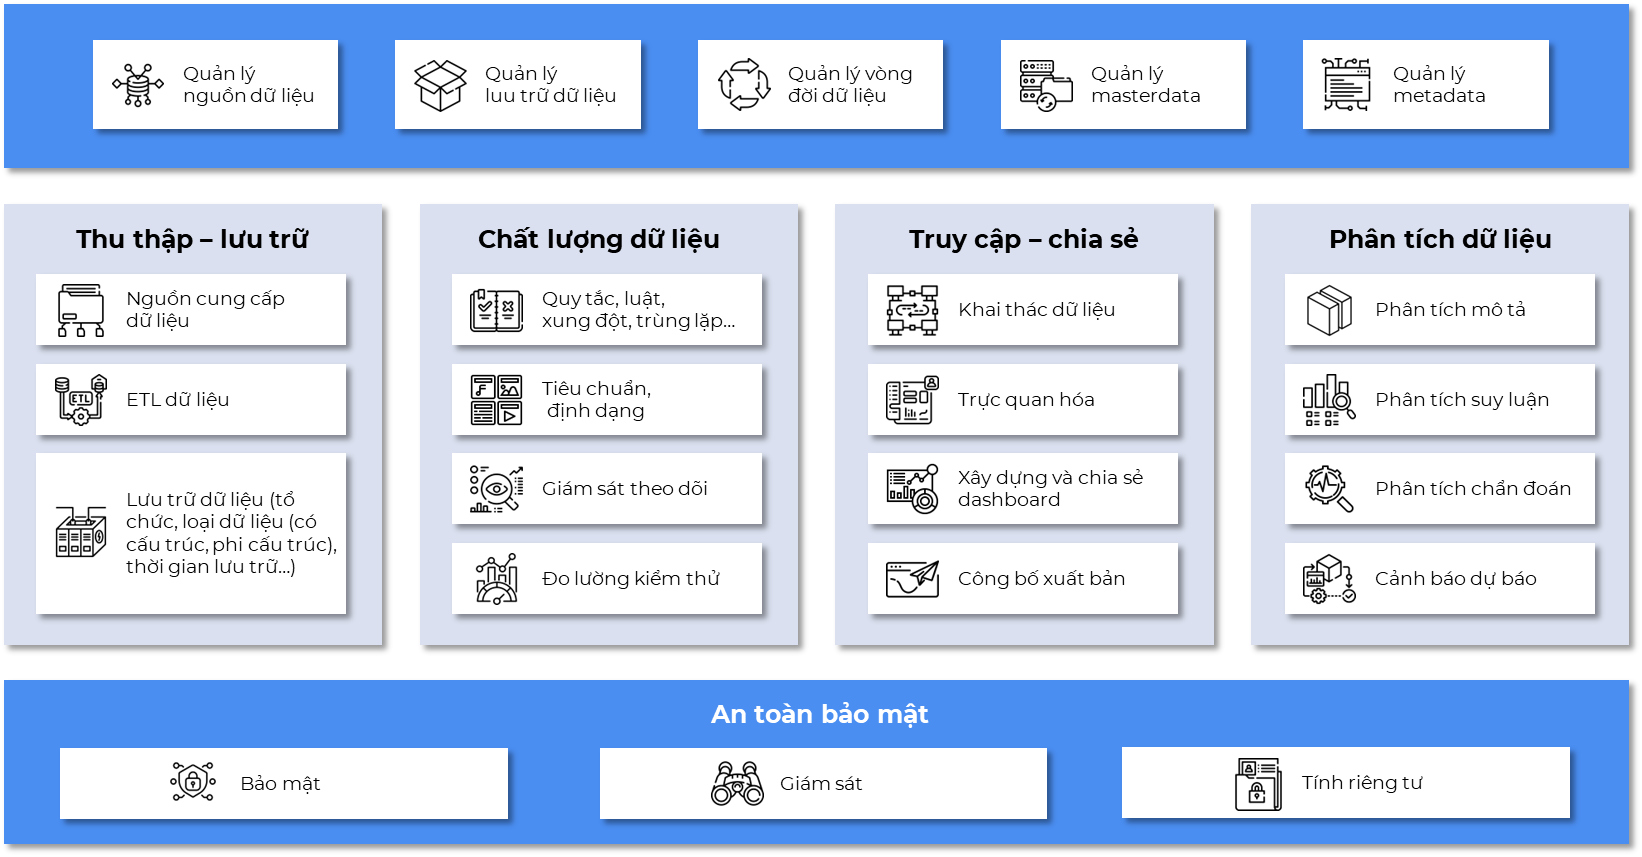 Quản lý
nguồn dữ liệu
Quản lý
luu trữ dữ liệu
Quản lý vòng
đời dữ liệu
Quản lý
masterdata
Quản lý
metadata
Thu thập – lưu trữ
Nguồn cung cấp
dữ liệu
ETL
ETL dữ liệu
Lưu trữ dữ liệu (tổ
chức, loại dữ liệu (có
cấu trúc, phi cấu trúc),
thời gian lưu trữ...)
Chất lượng dữ liệu
Quy tắc, luật,
xung đột, trùng lặp...
Tiêu chuẩn,
định dạng
Giám sát theo dõi
Đo lường kiểm thử
Truy cập – chia sẻ
Khai thác dữ liệu
Trực quan hóa
Xây dựng và chia sẻ
dashboard
Công bố xuất bản
Phân tích dữ liệu
Phân tích mô tả
Phân tích suy luận
Phân tích chẩn đoán
Cảnh báo dự báo
An toàn bảo mật
Bảo mật
Giám sát
Tính riêng tư